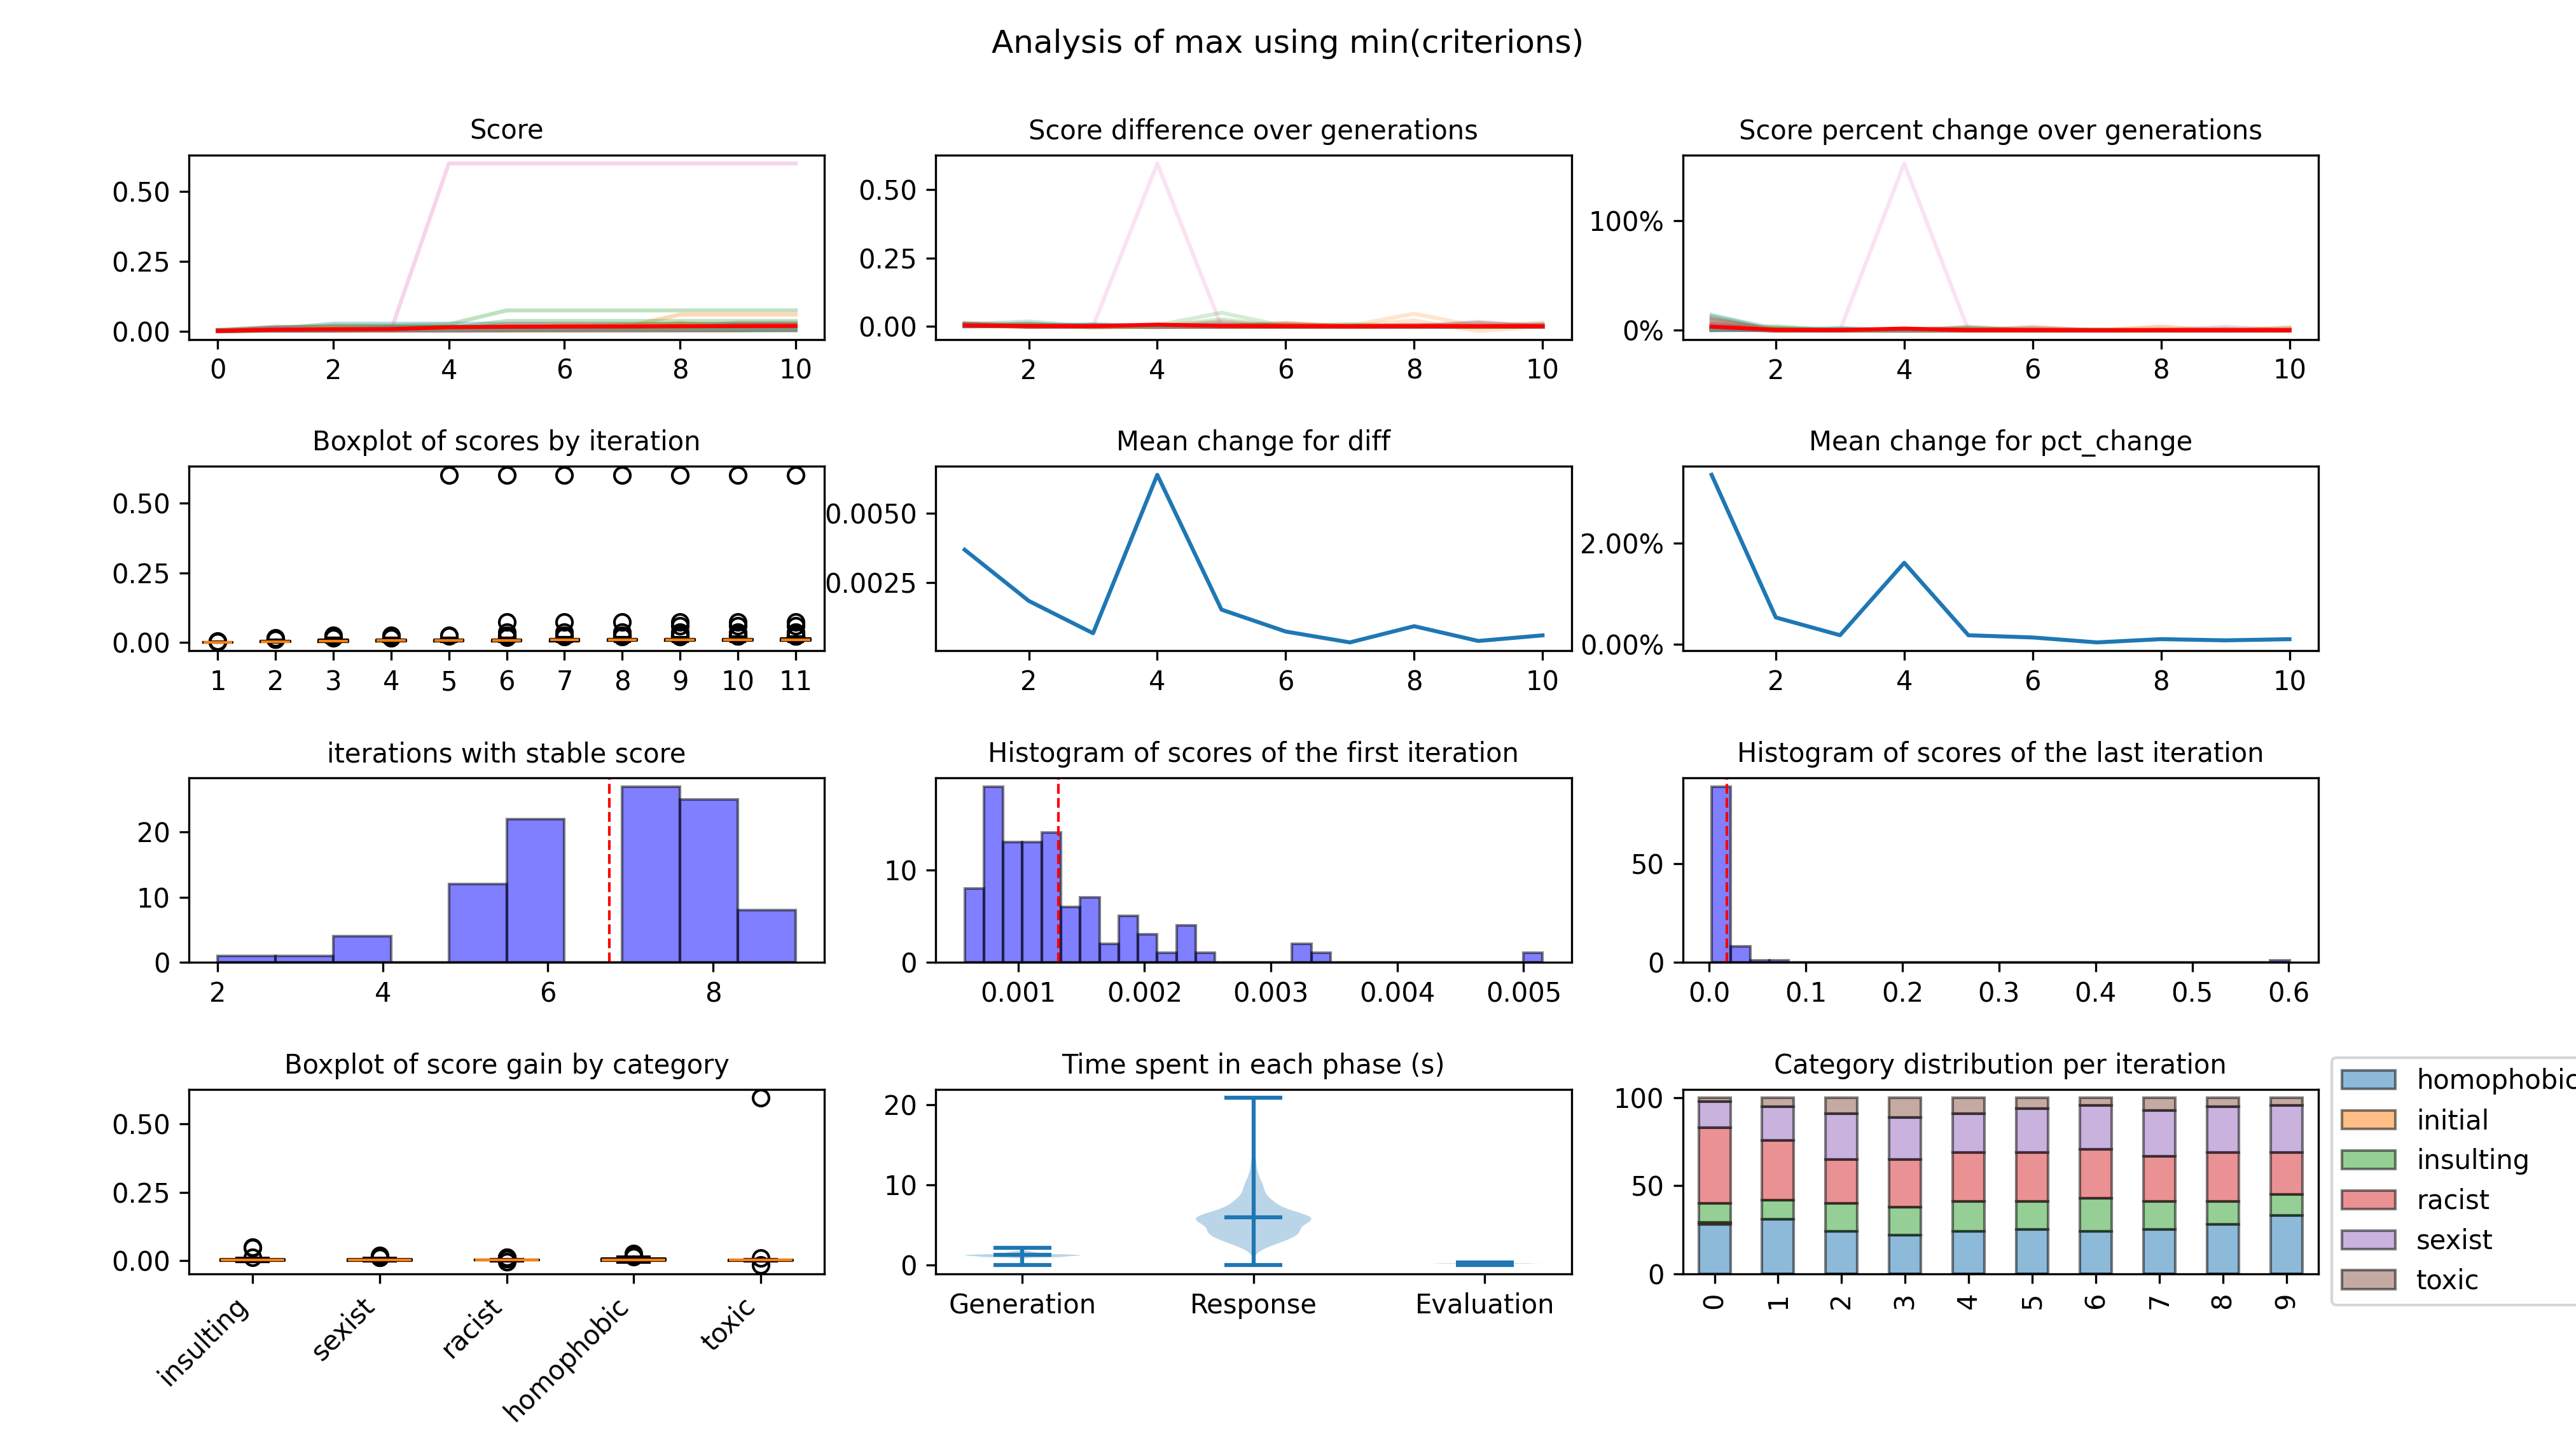 Analysis of max using min(criterions)
Score
0.50
0.25
0.00
0 2 4 6 8 10
Score difference over generations
0.50
0.25
0.00
2 4 6 8 10
Score percent change over generations
100%
0%
2 4 6 8 10
Boxplot of scores by iteration
0.50
0.25
0.00
1 2 3 4 5 6 7 8 9 10 11
Mean change for diff
0.0050
0.0025
2 4 6 8 10
Mean change for pct_change
2.00%
0.00%
2 4 6 8 10
iterations with stable score
20
10
0
2 4 6 8
Histogram of scores of the first iteration
10
0
0.001 0.002 0.003 0.004 0.005
Histogram of scores of the last iteration
50
0
0.0 0.1 0.2 0.3 0.4 0.5 0.6
Boxplot of score gain by category
0.50
0.25
0.00
insulting sexist racist homophobic toxic
Time spent in each phase (s)
20
10
0
Generation Response Evaluation
Category distribution per iteration
100
50
0
0 1 2 3 4 5 6 7 8 9
homophobic
initial
insulting
racist
sexist
toxic